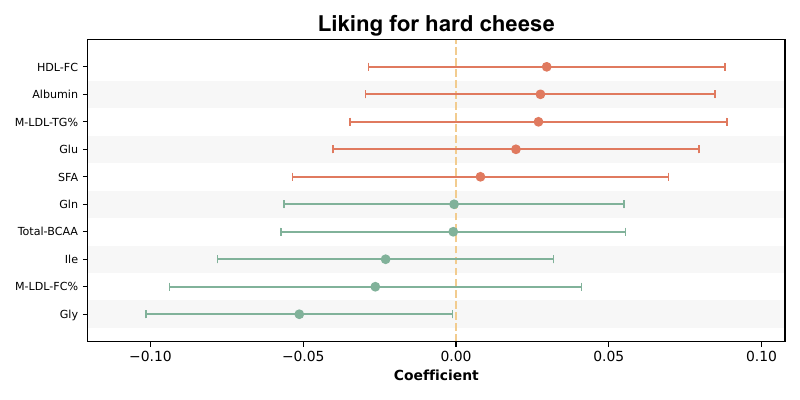 Liking for hard cheese
HDL-FC
Albumin
M-LDL-TG%
Glu
SFA
Gln
Total-BCAA
Ile
M-LDL-FC%
Gly
−0.10 −0.05 0.00 0.05 0.10
Coefficient